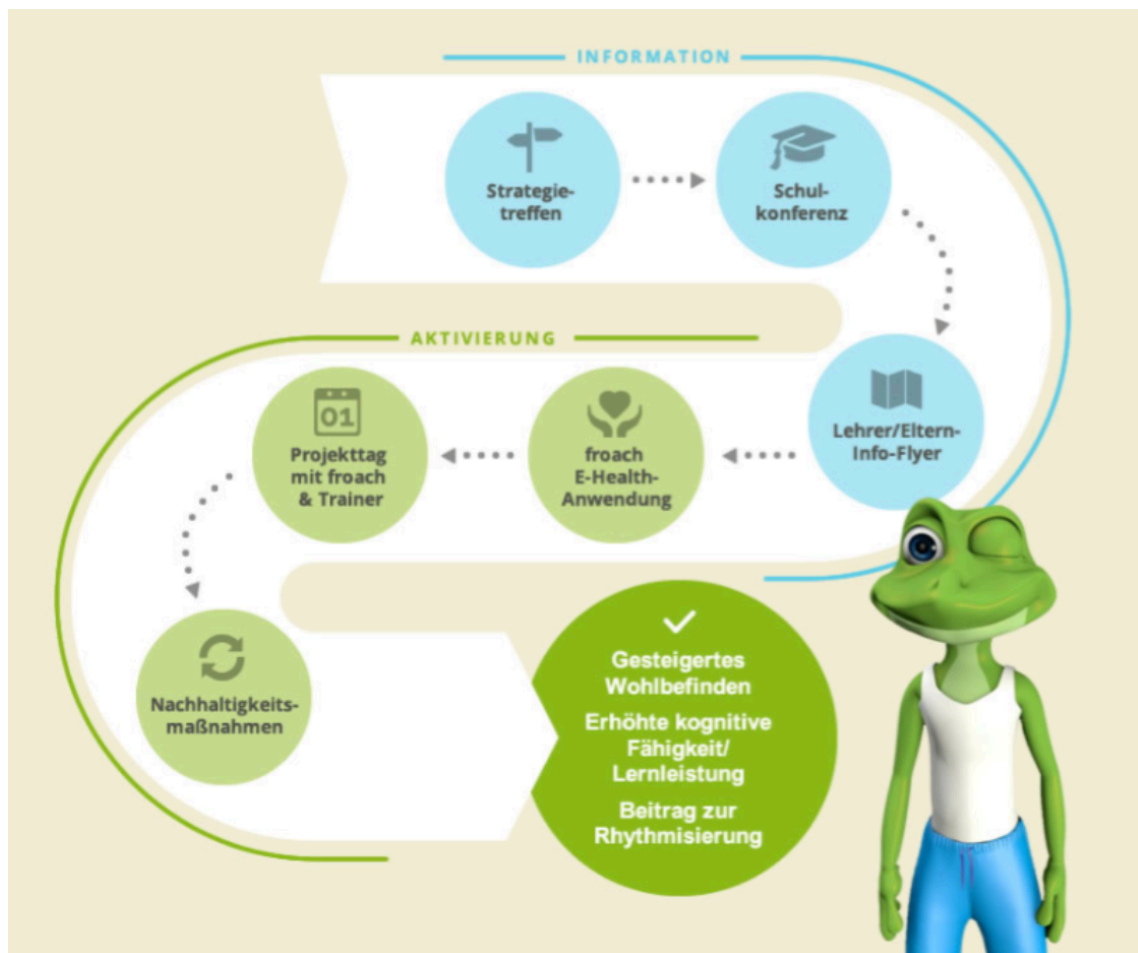 INFORMATION
Strategie-
treffen
Schul-
konferenz
Lehrer/Eltern-
Info-Flyer
AKTIVIERUNG
froach
E-Health-
Anwendung
01
Projekttag
mit froach
& Trainer
Nachhaltigkeits-
maßnahmen
Gesteigertes
Wohlbefinden
Erhöhte kognitive
Fähigkeit/
Lernleistung
Beitrag zur
Rhythmisierung